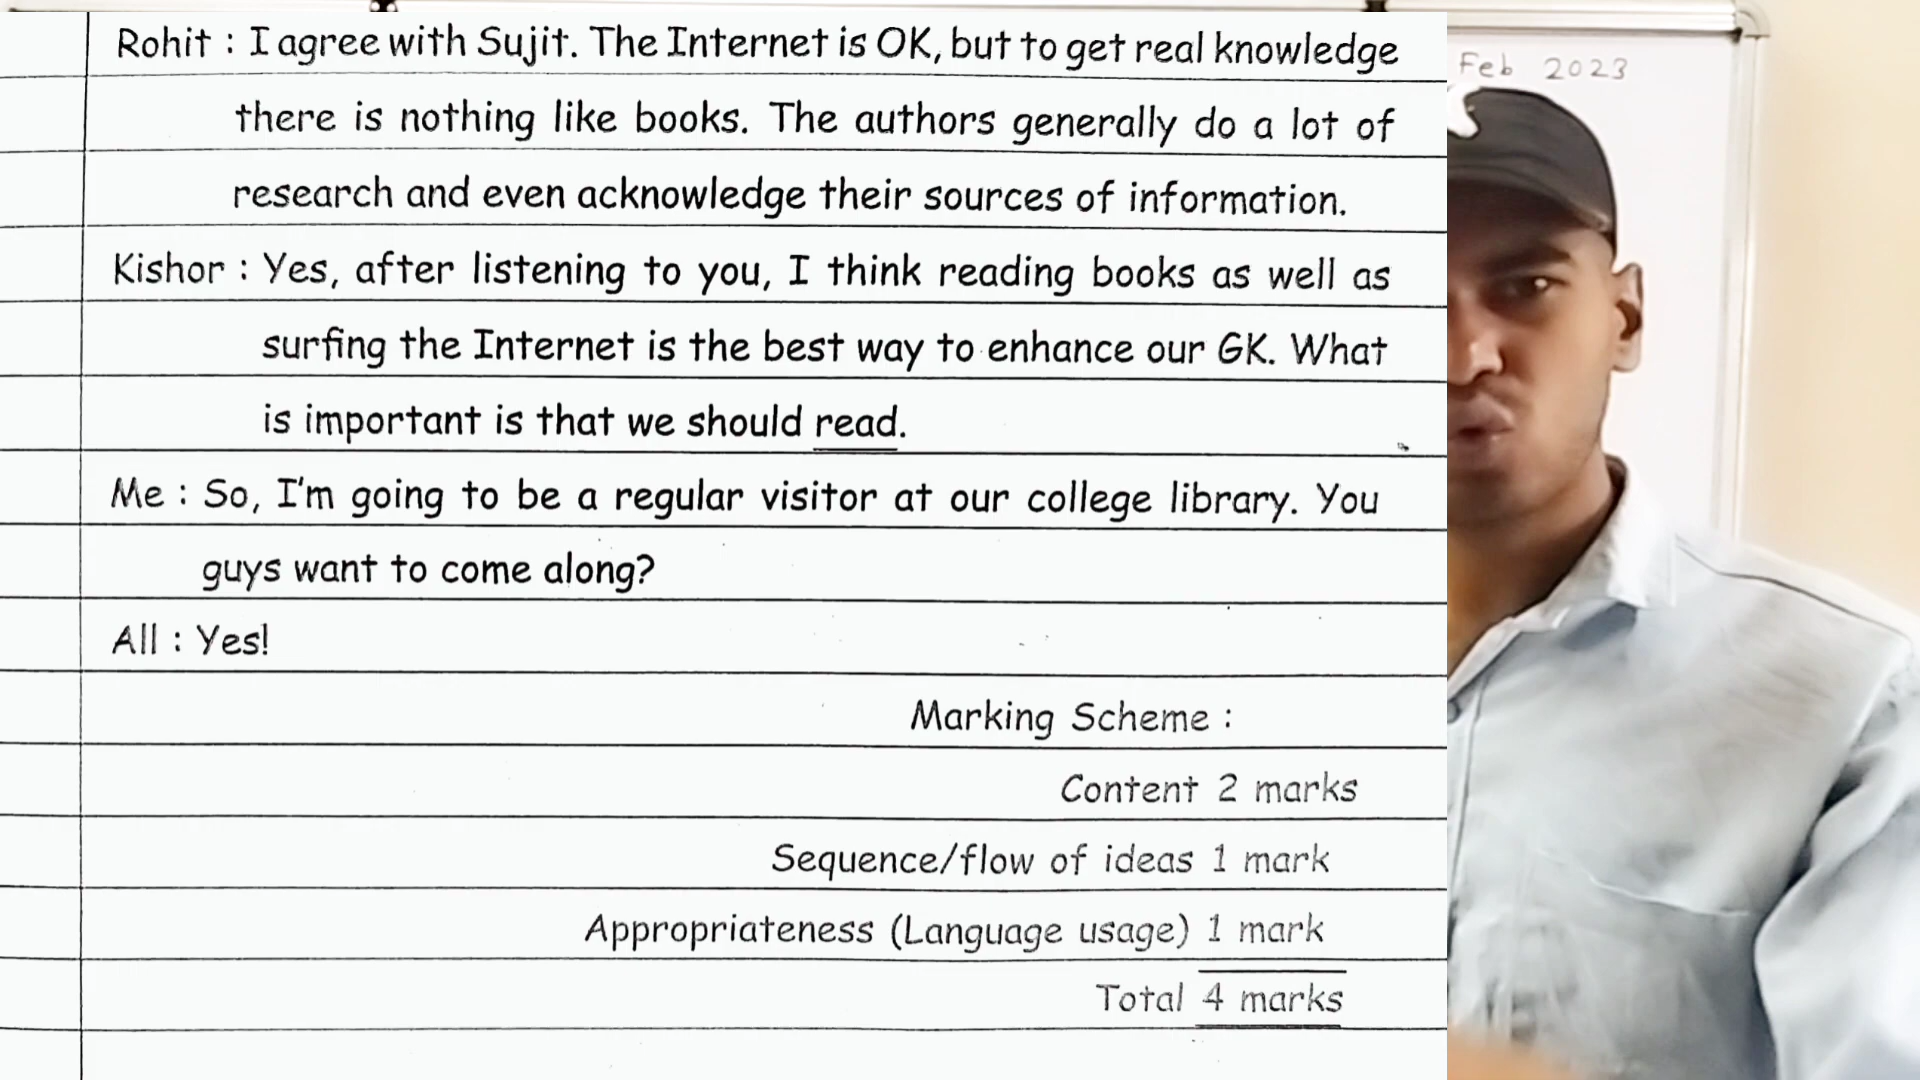 Rohit : I agree with Sujit. The Internet is OK, but to get real knowledge
there is nothing like books. The authors generally do a lot of
research and even acknowledge their sources of information.
Kishor : Yes, after listening to you, I think reading books as well as
surfing the Internet is the best way to enhance our GK. What
is important is that we should read.
Me : So, I'm going to be a regular visitor at our college library. You
guys want to come along?
All : Yes!
Marking Scheme :
Content 2 marks
Sequence/flow of ideas 1 mark
Appropriateness (Language usage) 1 mark
Total 4 marks
Feb 2023